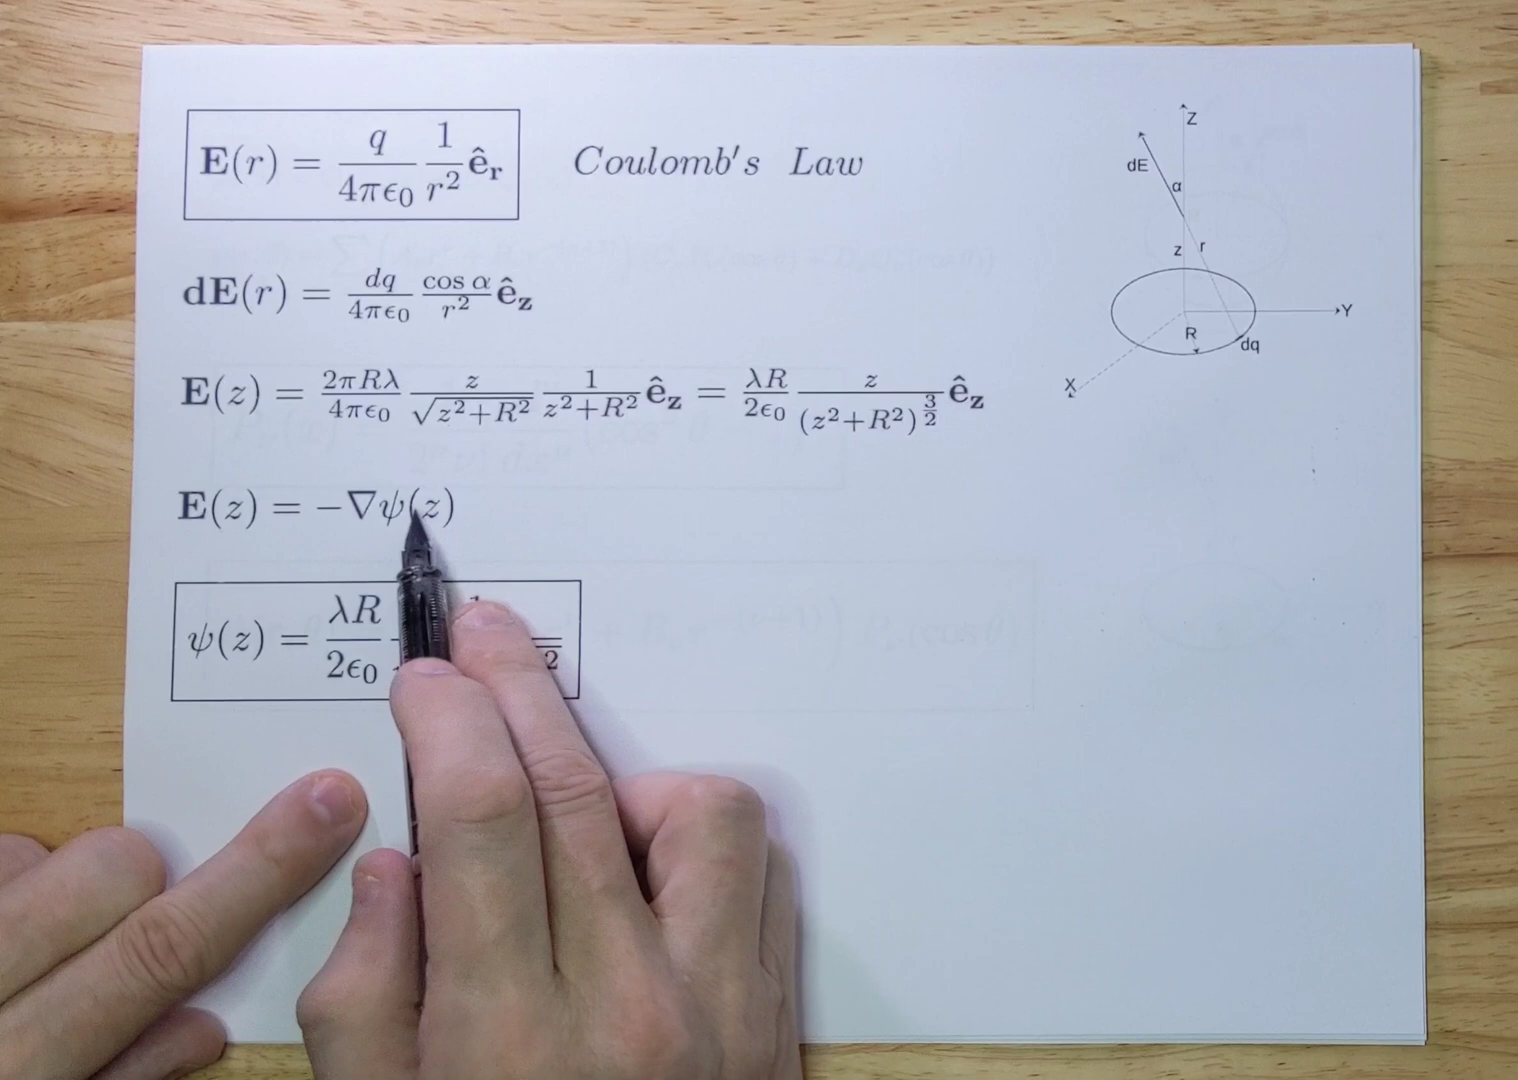 E(r) = q/4πϵ₀ 1/r² ê_r Coulomb's Law
dE(r) = dq/4πϵ₀ cos α/r² ê_z
E(z) = 2πRλ/4πϵ₀ z/√(z²+R²) 1/(z²+R²) ê_z = λR/2ϵ₀ z/(z²+R²)^(3/2) ê_z
E(z) = −∇ψ(z)
ψ(z) = λR/2ϵ₀
Z
dE
α
z r
Y
R
dq
X